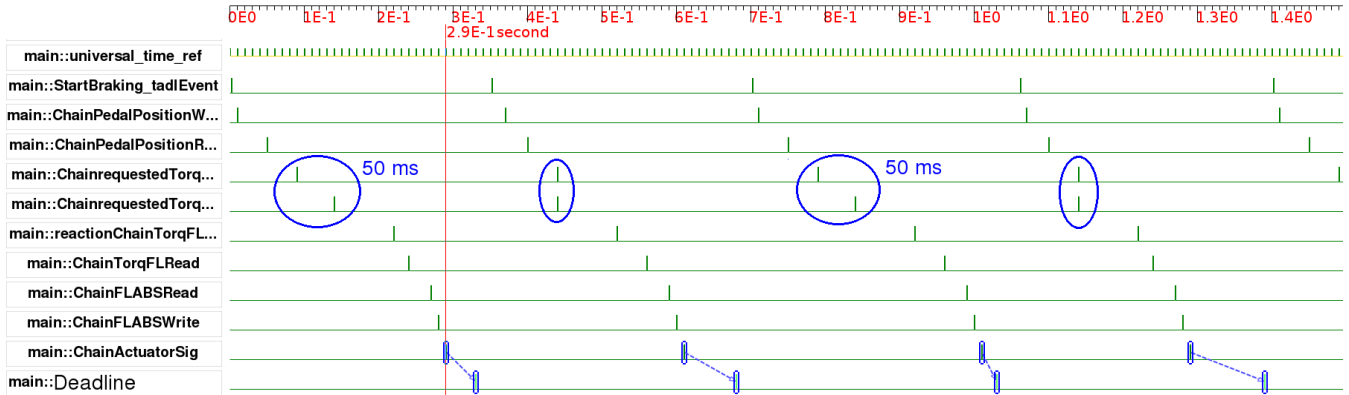 0E0 1E-1 2E-1 3E-1 4E-1 5E-1 6E-1 7E-1 8E-1 9E-1 1E0 1.1E0 1.2E0 1.3E0 1.4E0
2.9E-1second
main::universal_time_ref
main::StartBraking_tadlEvent
main::ChainPedalPositionW...
main::ChainPedalPositionR...
main::ChainrequestedTorq... 50 ms 50 ms
main::ChainrequestedTorq...
main::reactionChainTorqFL...
main::ChainTorqFLRead
main::ChainFLABSRead
main::ChainFLABSWrite
main::ChainActuatorSig
main::Deadline